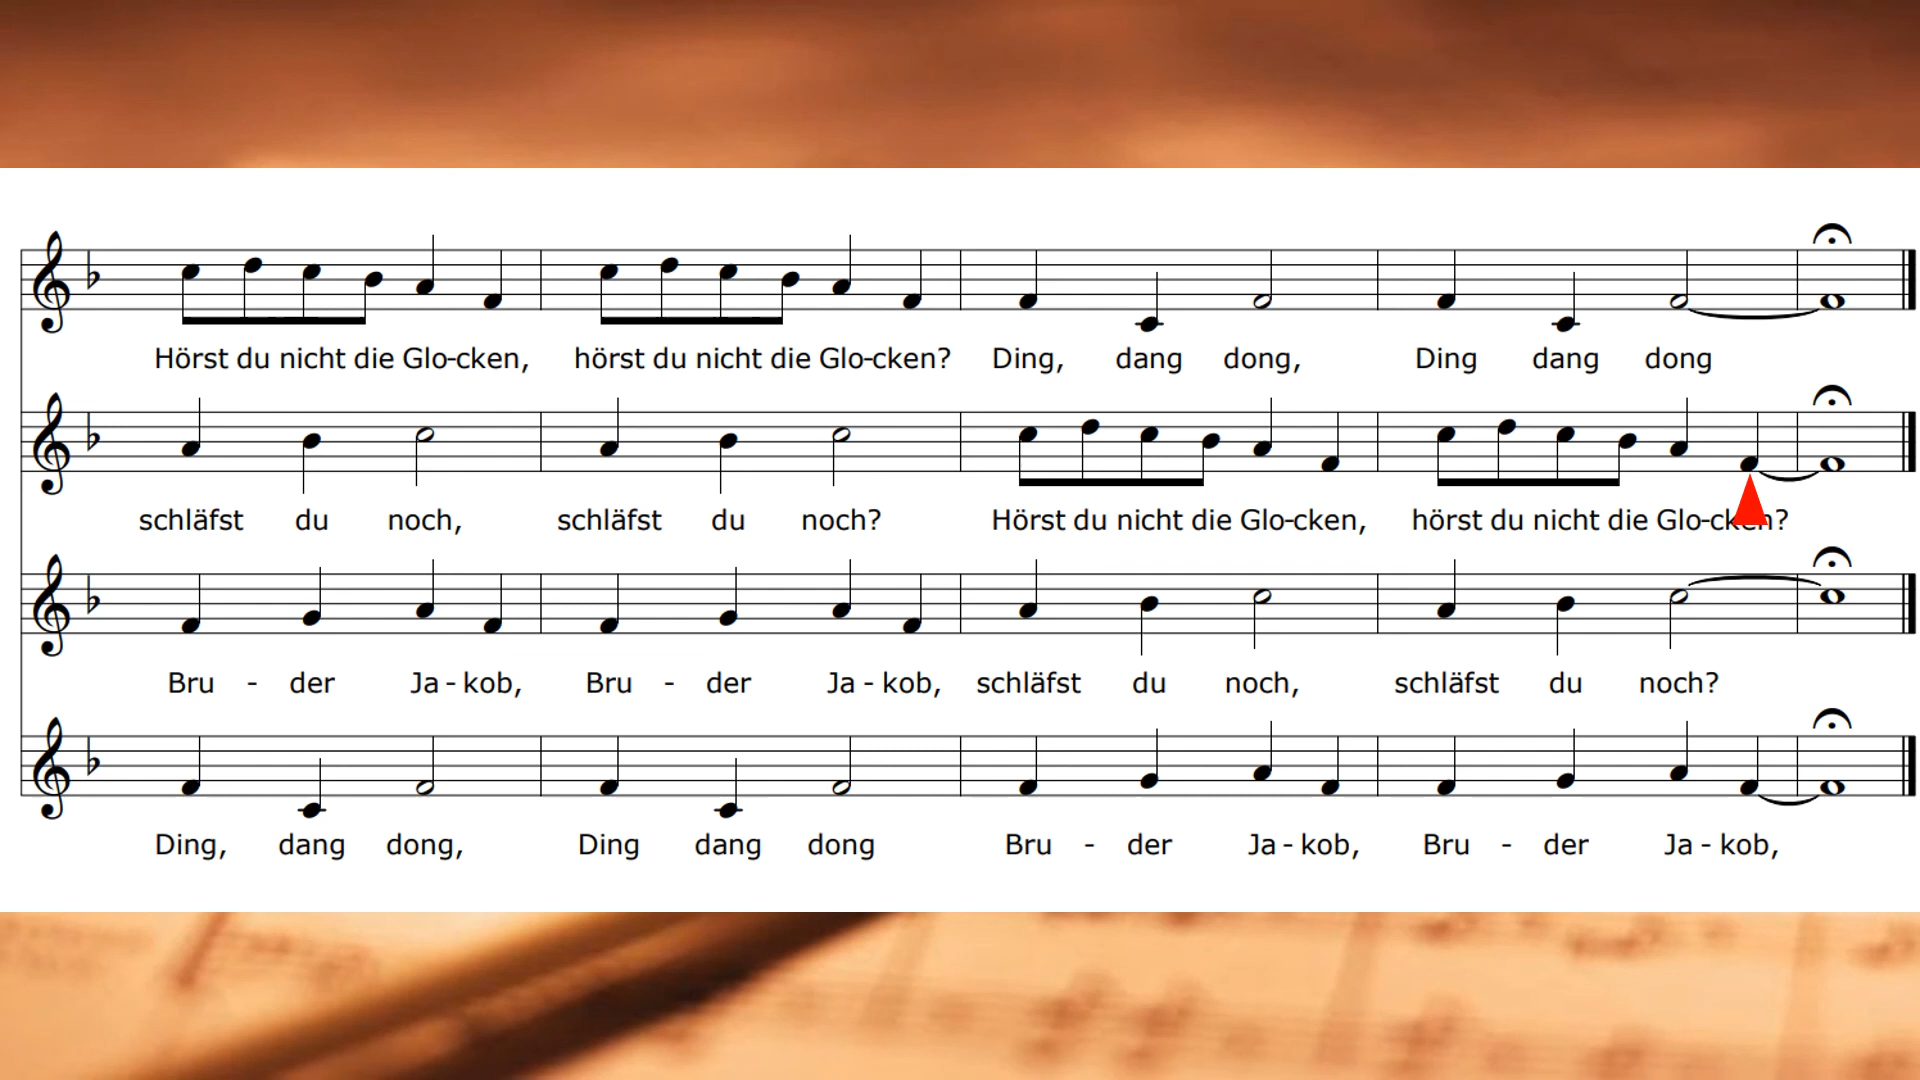 Hörst du nicht die Glo-cken, hörst du nicht die Glo-cken? Ding, dang dong, Ding dang dong
schläfst du noch, schläfst du noch? Hörst du nicht die Glo-cken, hörst du nicht die Glo-cken?
Bru - der Ja - kob, Bru - der Ja - kob, schläfst du noch, schläfst du noch?
Ding, dang dong, Ding dang dong Bru - der Ja - kob, Bru - der Ja - kob,